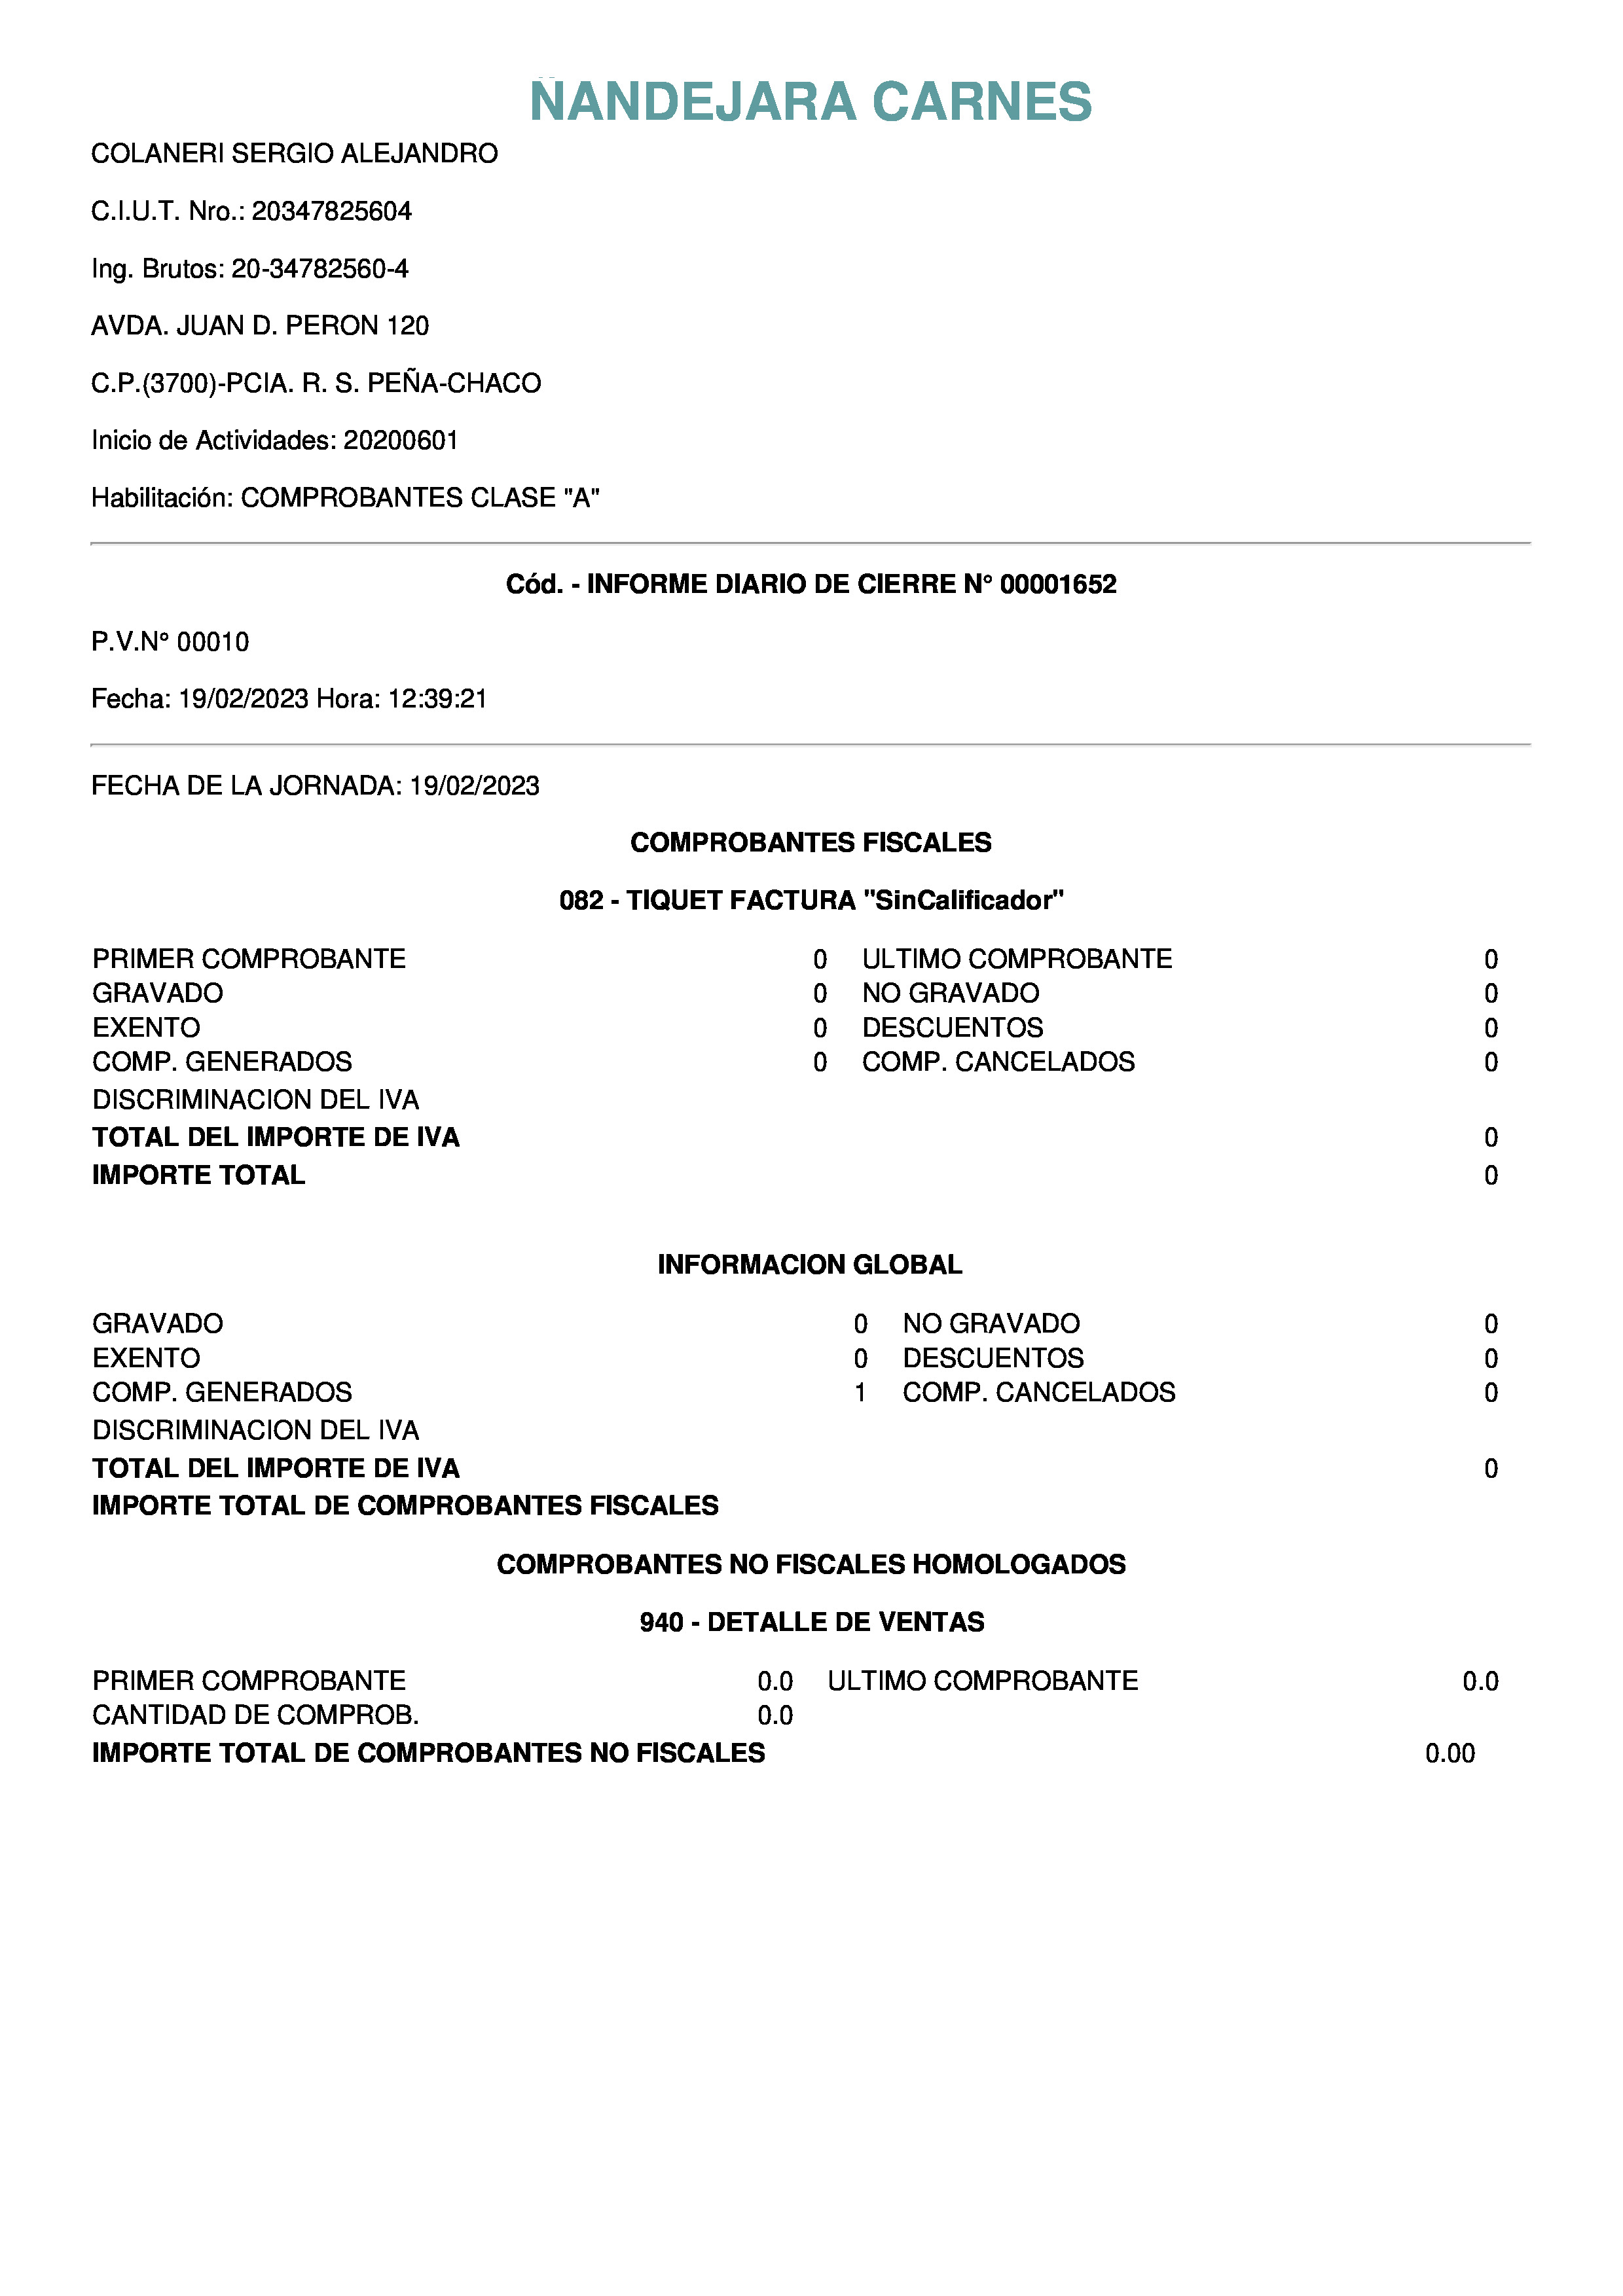 ÑANDEJARA CARNES
COLANERI SERGIO ALEJANDRO
C.I.U.T. Nro.: 20347825604
Ing. Brutos: 20-34782560-4
AVDA. JUAN D. PERON 120
C.P.(3700)-PCIA. R. S. PEÑA-CHACO
Inicio de Actividades: 20200601
Habilitación: COMPROBANTES CLASE "A"
Cód. - INFORME DIARIO DE CIERRE N° 00001652
P.V.N° 00010
Fecha: 19/02/2023 Hora: 12:39:21
FECHA DE LA JORNADA: 19/02/2023
COMPROBANTES FISCALES
082 - TIQUET FACTURA "SinCalificador"
PRIMER COMPROBANTE 0 ULTIMO COMPROBANTE 0
GRAVADO 0 NO GRAVADO 0
EXENTO 0 DESCUENTOS 0
COMP. GENERADOS 0 COMP. CANCELADOS 0
DISCRIMINACION DEL IVA
TOTAL DEL IMPORTE DE IVA 0
IMPORTE TOTAL 0
INFORMACION GLOBAL
GRAVADO 0 NO GRAVADO 0
EXENTO 0 DESCUENTOS 0
COMP. GENERADOS 1 COMP. CANCELADOS 0
DISCRIMINACION DEL IVA
TOTAL DEL IMPORTE DE IVA 0
IMPORTE TOTAL DE COMPROBANTES FISCALES
COMPROBANTES NO FISCALES HOMOLOGADOS
940 - DETALLE DE VENTAS
PRIMER COMPROBANTE 0.0 ULTIMO COMPROBANTE 0.0
CANTIDAD DE COMPROB. 0.0
IMPORTE TOTAL DE COMPROBANTES NO FISCALES 0.00